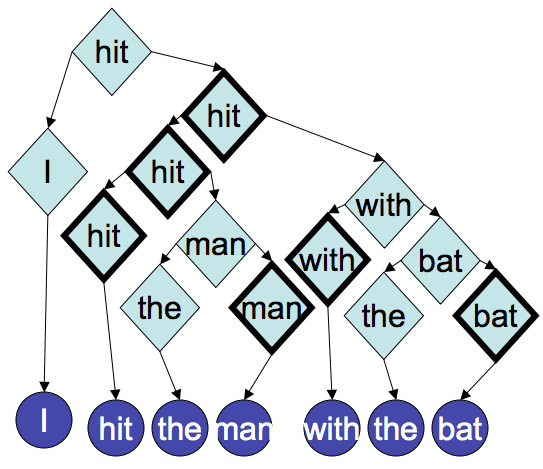 hit
hit
I hit
hit man with
the man with bat
the bat
I hit the man with the bat